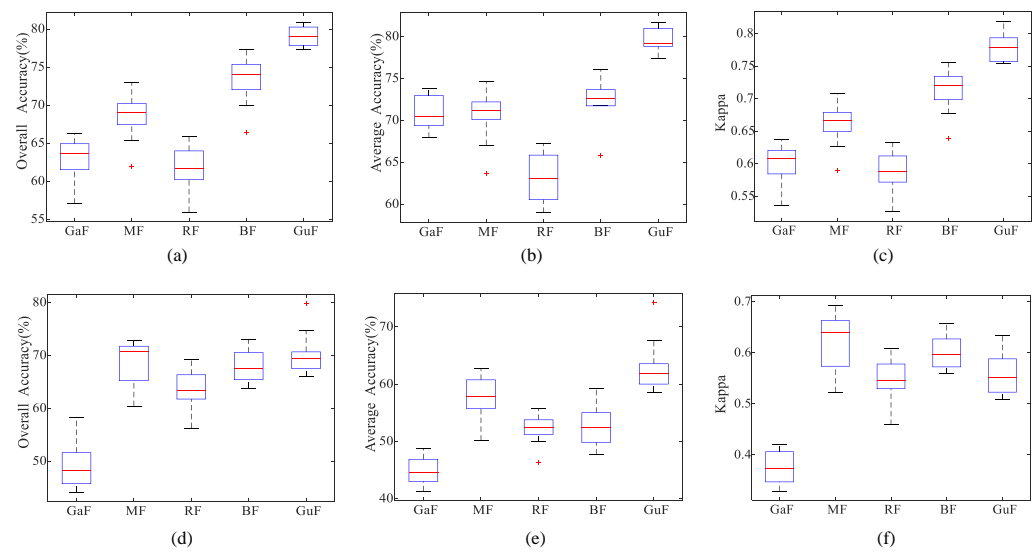 Overall Accuracy(%)
80
75
70
65
60
55
GaF MF RF BF GuF
(a)
Average Accuracy(%)
80
75
70
65
60
GaF MF RF BF GuF
(b)
Kappa
0.8
0.75
0.7
0.65
0.6
0.55
GaF MF RF BF GuF
(c)
Overall Accuracy(%)
80
70
60
50
GaF MF RF BF GuF
(d)
Average Accuracy(%)
70
60
50
40
GaF MF RF BF GuF
(e)
Kappa
0.7
0.6
0.5
0.4
GaF MF RF BF GuF
(f)